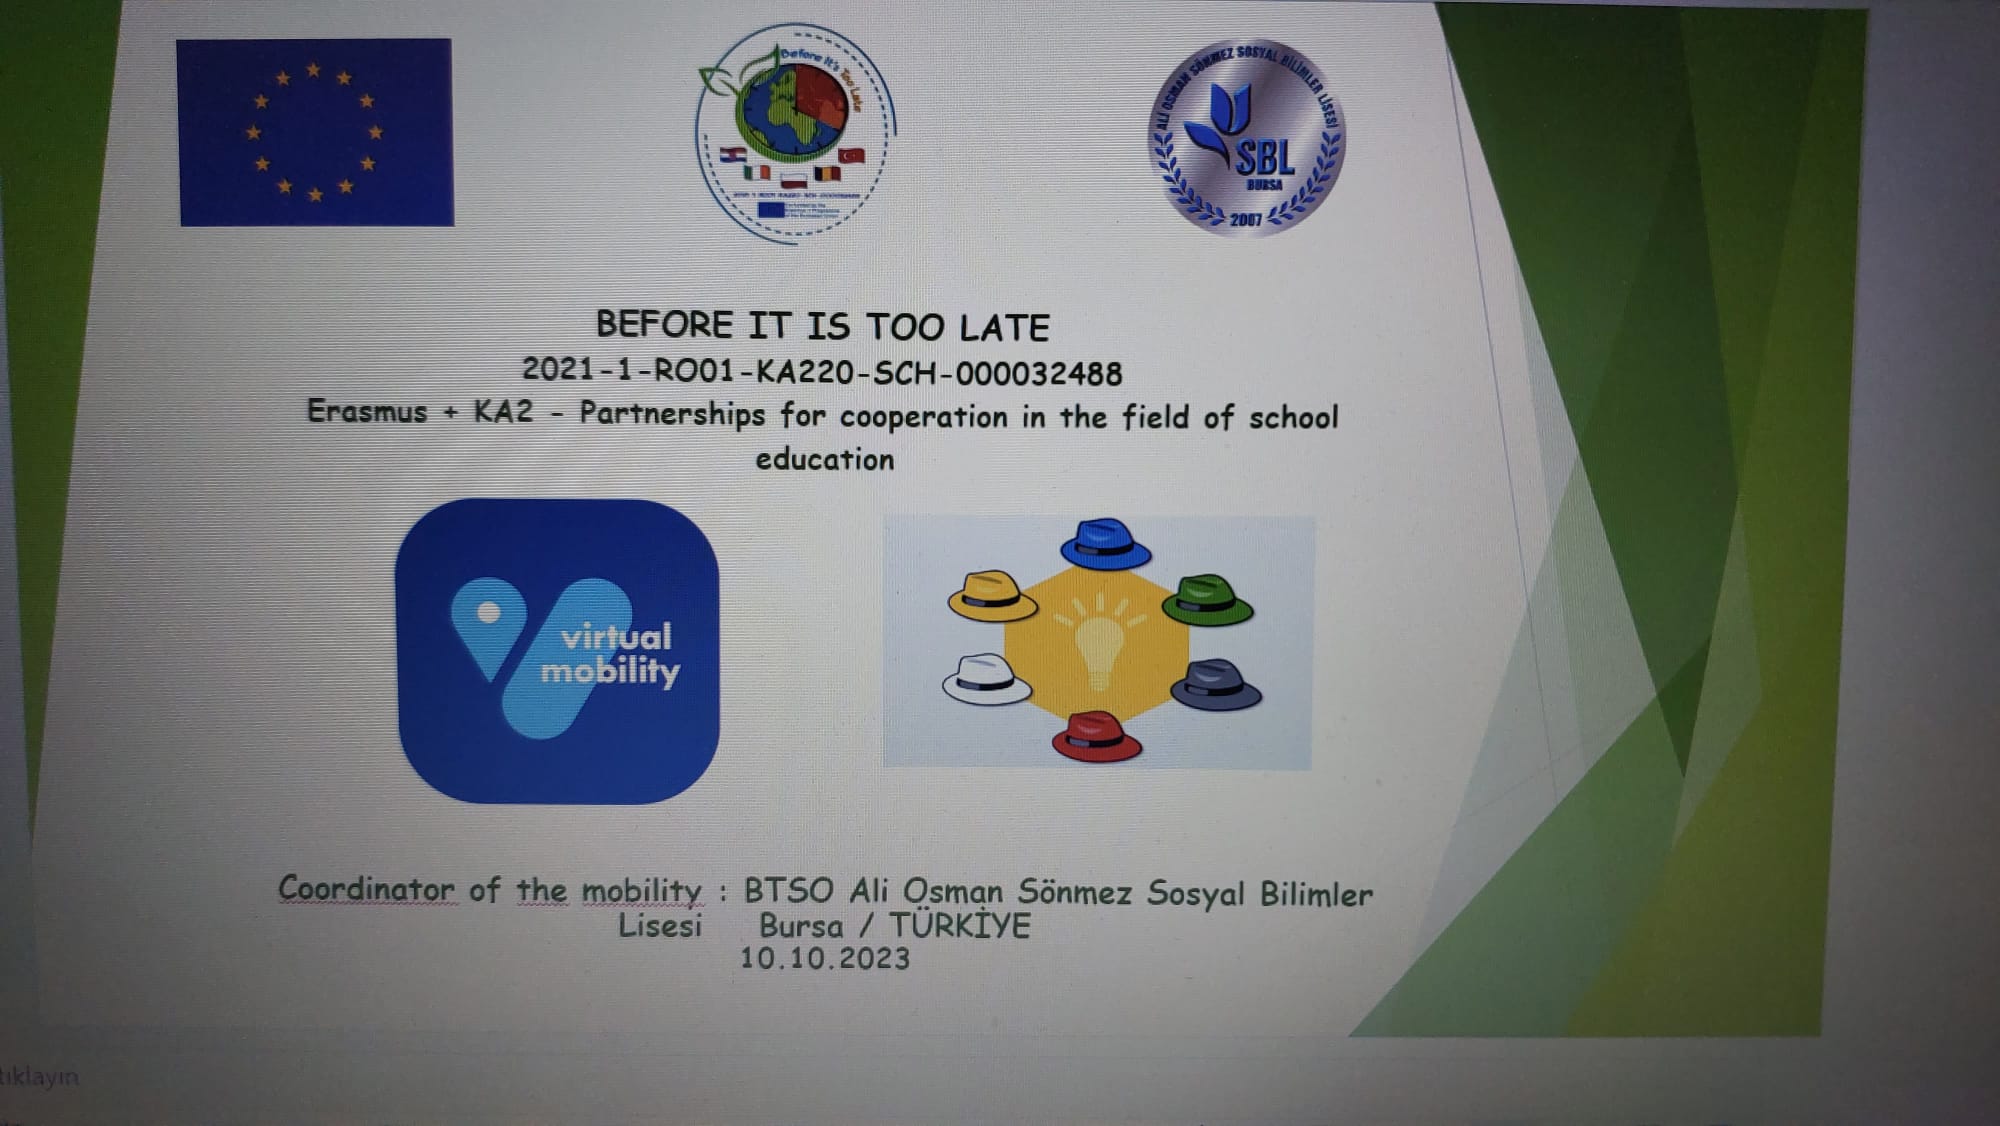 Before It's Too Late
ALİ OSMAN SÖNMEZ SOSYAL BİLİMLER LİSESİ
SBL
BURSA
2007
BEFORE IT IS TOO LATE
2021-1-RO01-KA220-SCH-000032488
Erasmus + KA2 - Partnerships for cooperation in the field of school
education
virtual
mobility
Coordinator of the mobility : BTSO Ali Osman Sönmez Sosyal Bilimler
Lisesi Bursa / TÜRKİYE
10.10.2023
tıklayın